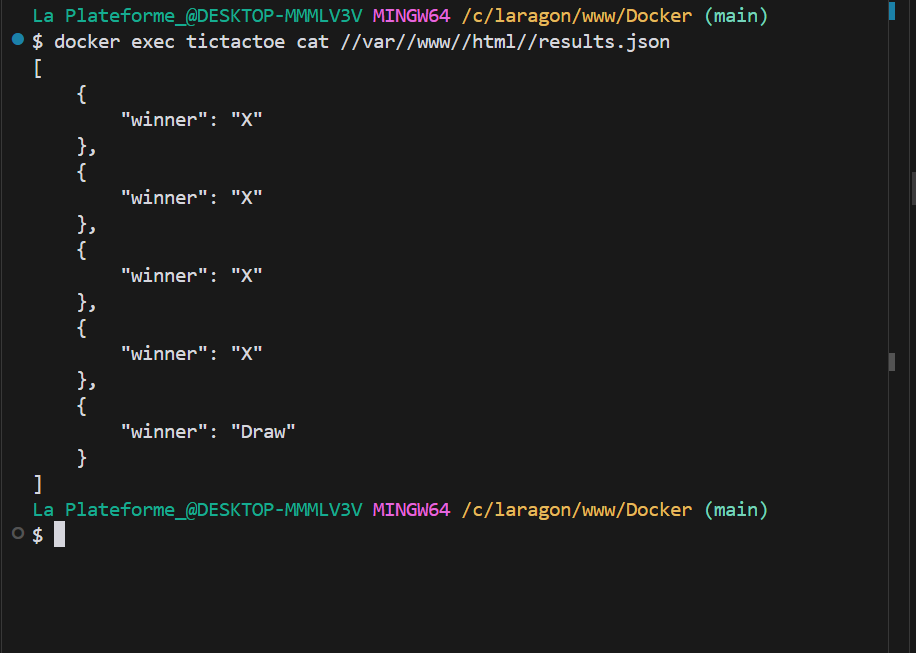 La Plateforme_@DESKTOP-MMMLV3V MINGW64 /c/laragon/www/Docker (main)
$ docker exec tictactoe cat //var//www//html//results.json
[
    {
        "winner": "X"
    },
    {
        "winner": "X"
    },
    {
        "winner": "X"
    },
    {
        "winner": "X"
    },
    {
        "winner": "Draw"
    }
]
La Plateforme_@DESKTOP-MMMLV3V MINGW64 /c/laragon/www/Docker (main)
$